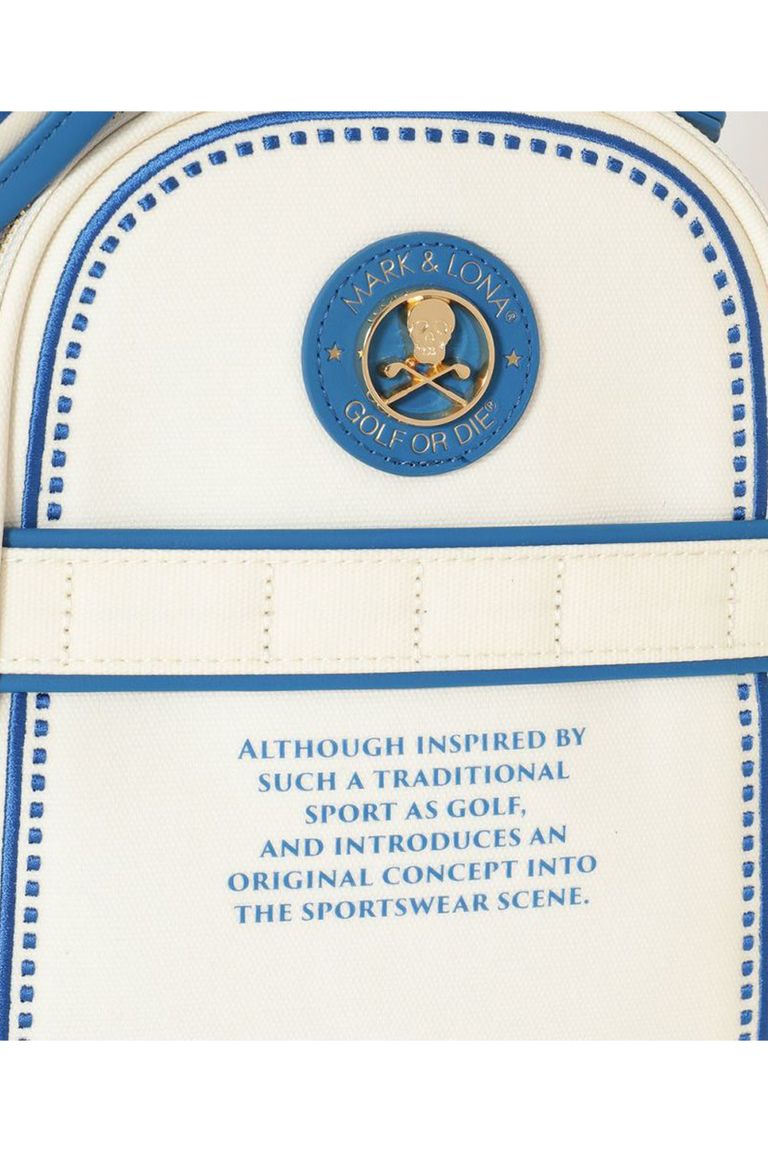 MARK & LONA®
GOLF OR DIE®
ALTHOUGH INSPIRED BY
SUCH A TRADITIONAL
SPORT AS GOLF,
AND INTRODUCES AN
ORIGINAL CONCEPT INTO
THE SPORTSWEAR SCENE.